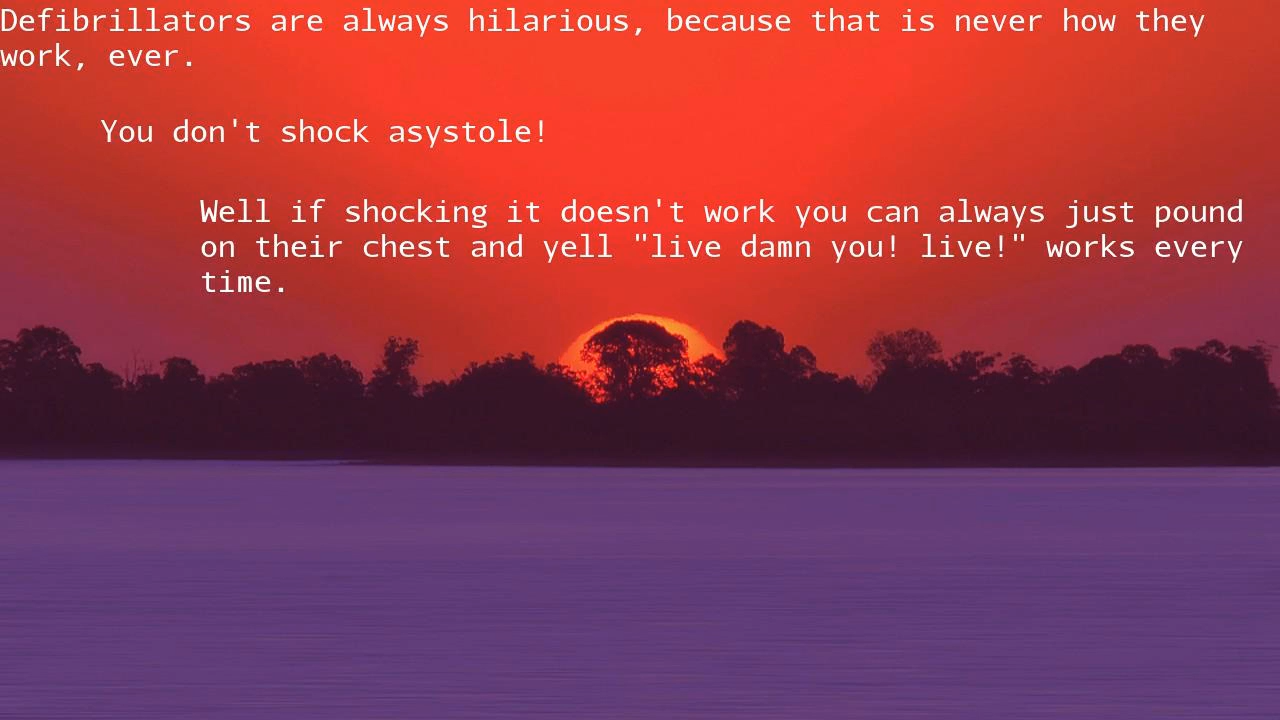 Defibrillators are always hilarious, because that is never how they
work, ever.
You don't shock asystole!
Well if shocking it doesn't work you can always just pound
on their chest and yell "live damn you! live!" works every
time.